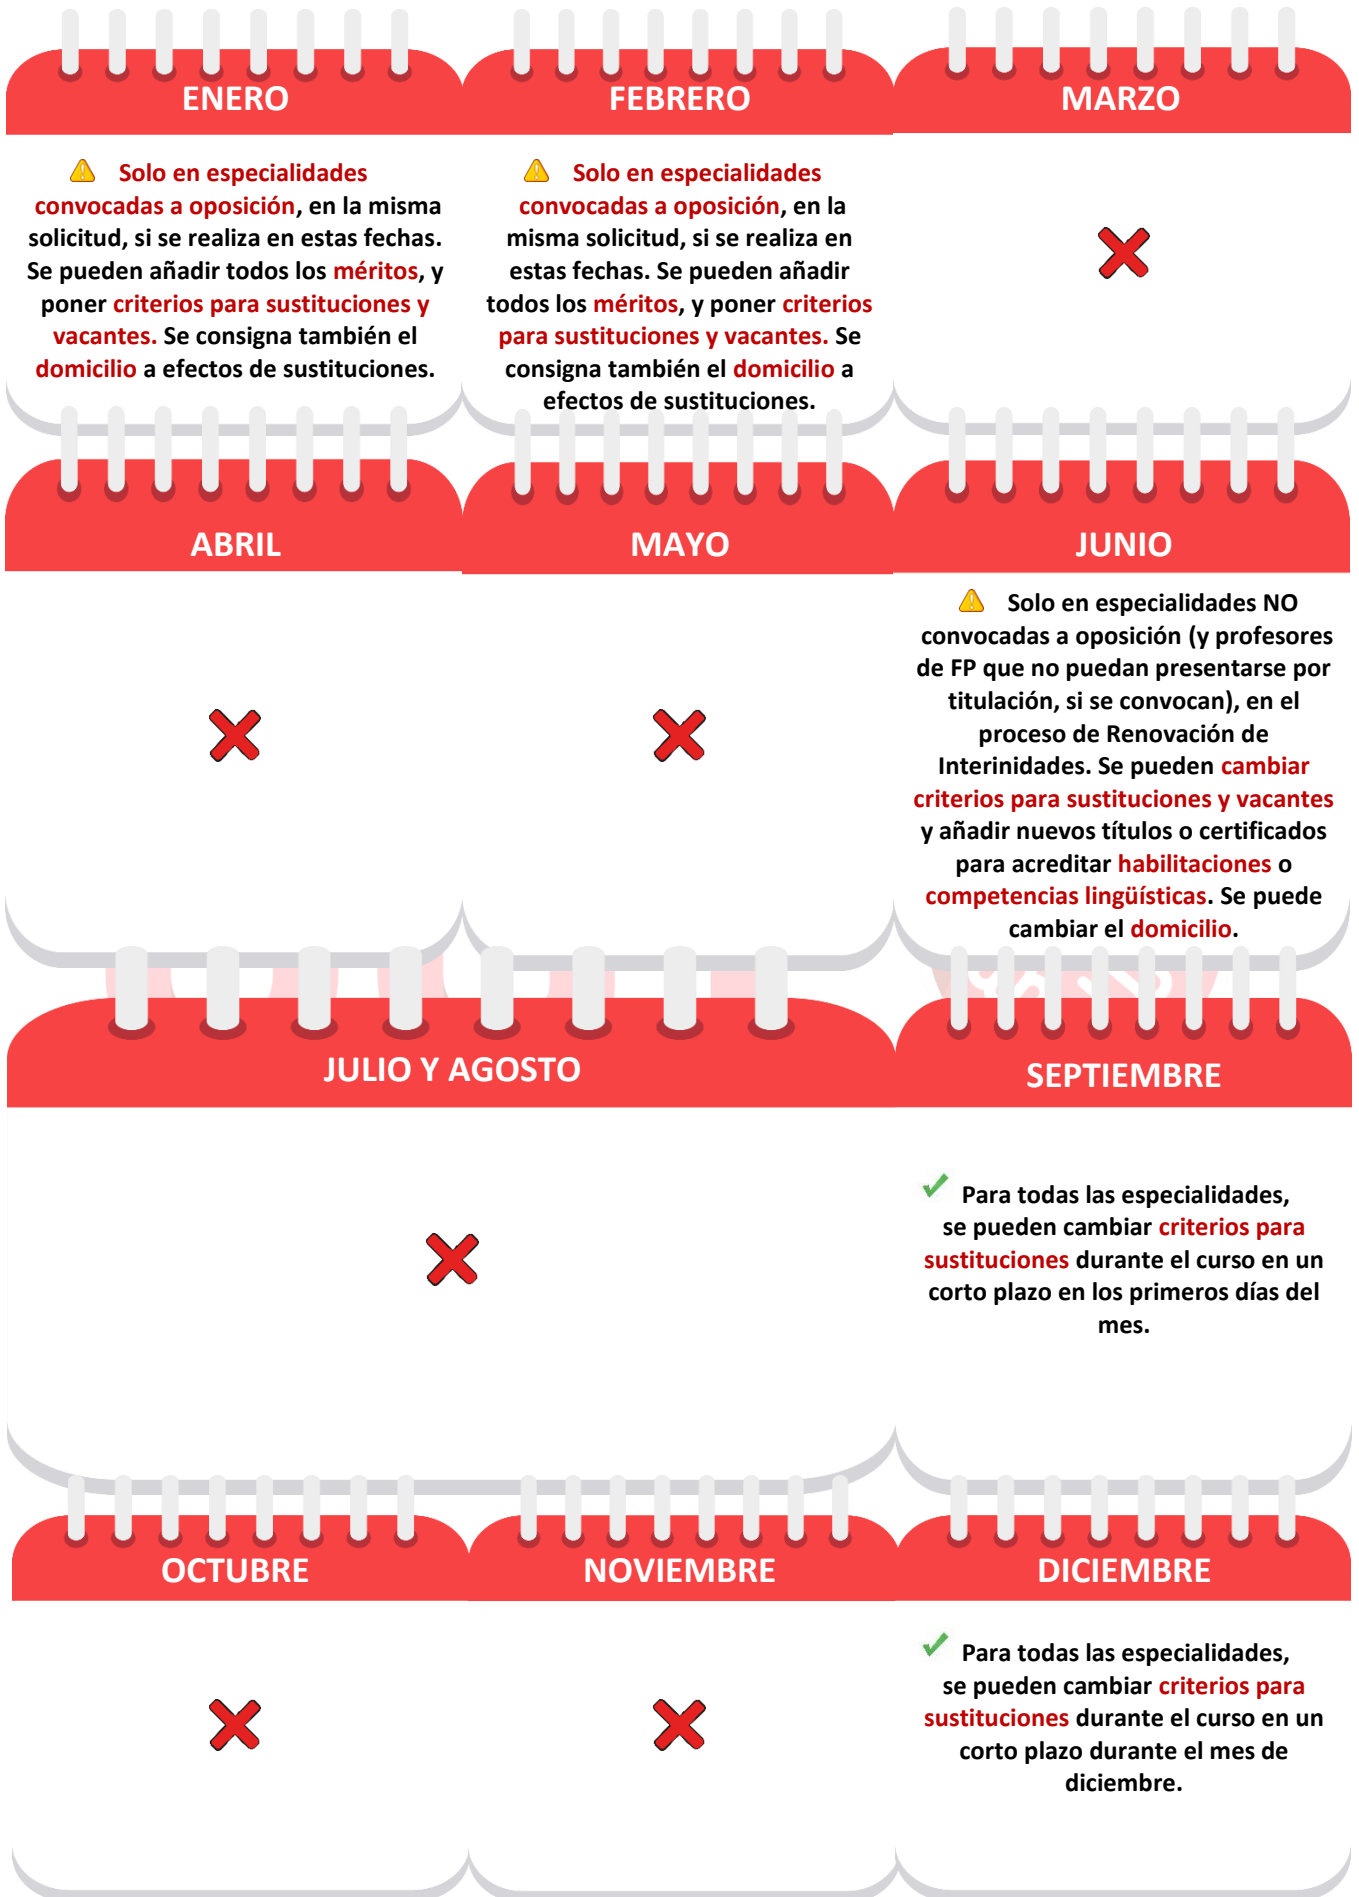 ENERO
Solo en especialidades
convocadas a oposición, en la misma
solicitud, si se realiza en estas fechas.
Se pueden añadir todos los méritos, y
poner criterios para sustituciones y
vacantes. Se consigna también el
domicilio a efectos de sustituciones.
FEBRERO
Solo en especialidades
convocadas a oposición, en la
misma solicitud, si se realiza en
estas fechas. Se pueden añadir
todos los méritos, y poner criterios
para sustituciones y vacantes. Se
consigna también el domicilio a
efectos de sustituciones.
MARZO
ABRIL
MAYO
JUNIO
Solo en especialidades NO
convocadas a oposición (y profesores
de FP que no puedan presentarse por
titulación, si se convocan), en el
proceso de Renovación de
Interinidades. Se pueden cambiar
criterios para sustituciones y vacantes
y añadir nuevos títulos o certificados
para acreditar habilitaciones o
competencias lingüísticas. Se puede
cambiar el domicilio.
JULIO Y AGOSTO
SEPTIEMBRE
Para todas las especialidades,
se pueden cambiar criterios para
sustituciones durante el curso en un
corto plazo en los primeros días del
mes.
OCTUBRE
NOVIEMBRE
DICIEMBRE
Para todas las especialidades,
se pueden cambiar criterios para
sustituciones durante el curso en un
corto plazo durante el mes de
diciembre.